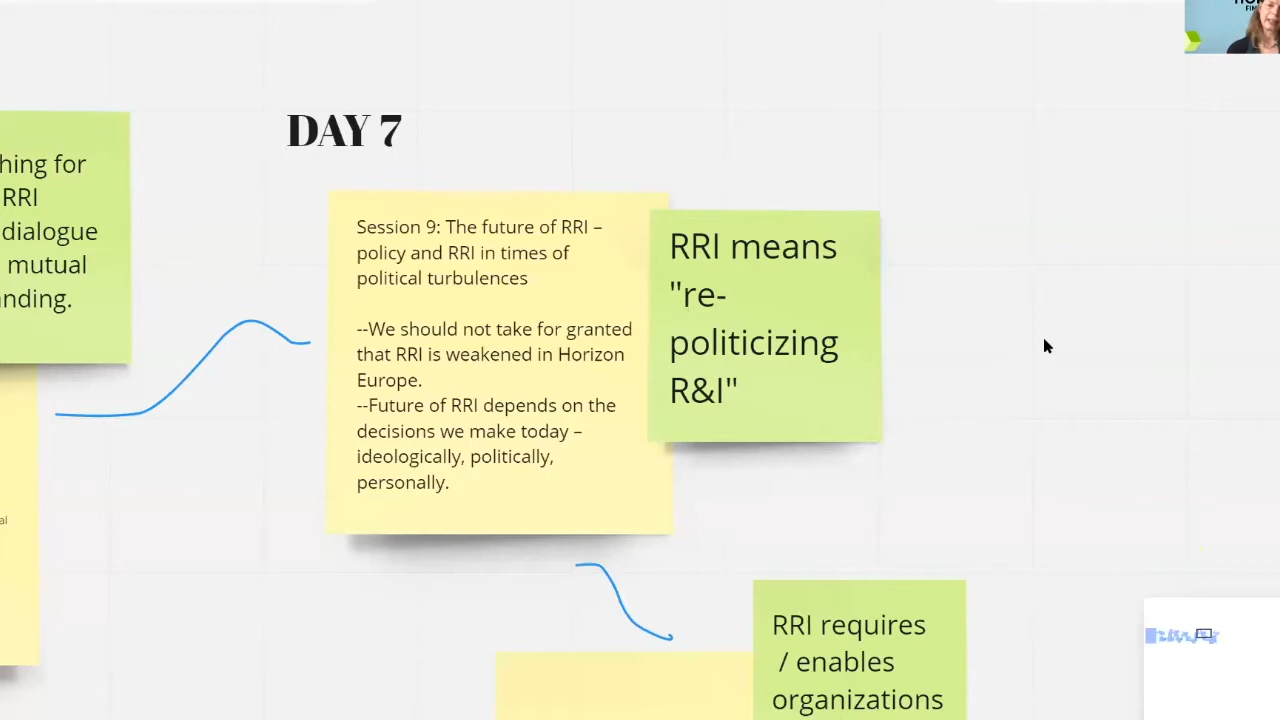 DAY 7
hing for
RRI
dialogue
mutual
nding.
Session 9: The future of RRI –
policy and RRI in times of
political turbulences
--We should not take for granted
that RRI is weakened in Horizon
Europe.
--Future of RRI depends on the
decisions we make today –
ideologically, politically,
personally.
RRI means
"re-
politicizing
R&I"
al
RRI requires
/ enables
organizations